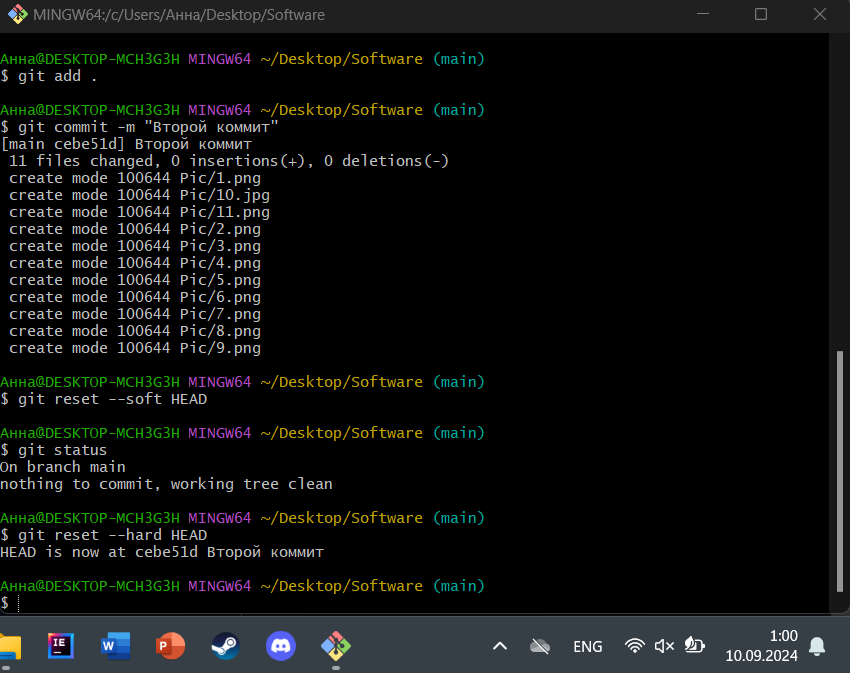 MINGW64:/c/Users/Анна/Desktop/Software
Анна@DESKTOP-MCH3G3H MINGW64 ~/Desktop/Software (main)
$ git add .
Анна@DESKTOP-MCH3G3H MINGW64 ~/Desktop/Software (main)
$ git commit -m "Второй коммит"
[main cebe51d] Второй коммит
11 files changed, 0 insertions(+), 0 deletions(-)
create mode 100644 Pic/1.png
create mode 100644 Pic/10.jpg
create mode 100644 Pic/11.png
create mode 100644 Pic/2.png
create mode 100644 Pic/3.png
create mode 100644 Pic/4.png
create mode 100644 Pic/5.png
create mode 100644 Pic/6.png
create mode 100644 Pic/7.png
create mode 100644 Pic/8.png
create mode 100644 Pic/9.png
Анна@DESKTOP-MCH3G3H MINGW64 ~/Desktop/Software (main)
$ git reset --soft HEAD
Анна@DESKTOP-MCH3G3H MINGW64 ~/Desktop/Software (main)
$ git status
On branch main
nothing to commit, working tree clean
Анна@DESKTOP-MCH3G3H MINGW64 ~/Desktop/Software (main)
$ git reset --hard HEAD
HEAD is now at cebe51d Второй коммит
Анна@DESKTOP-MCH3G3H MINGW64 ~/Desktop/Software (main)
$
IE
W
P
ENG
1:00
10.09.2024